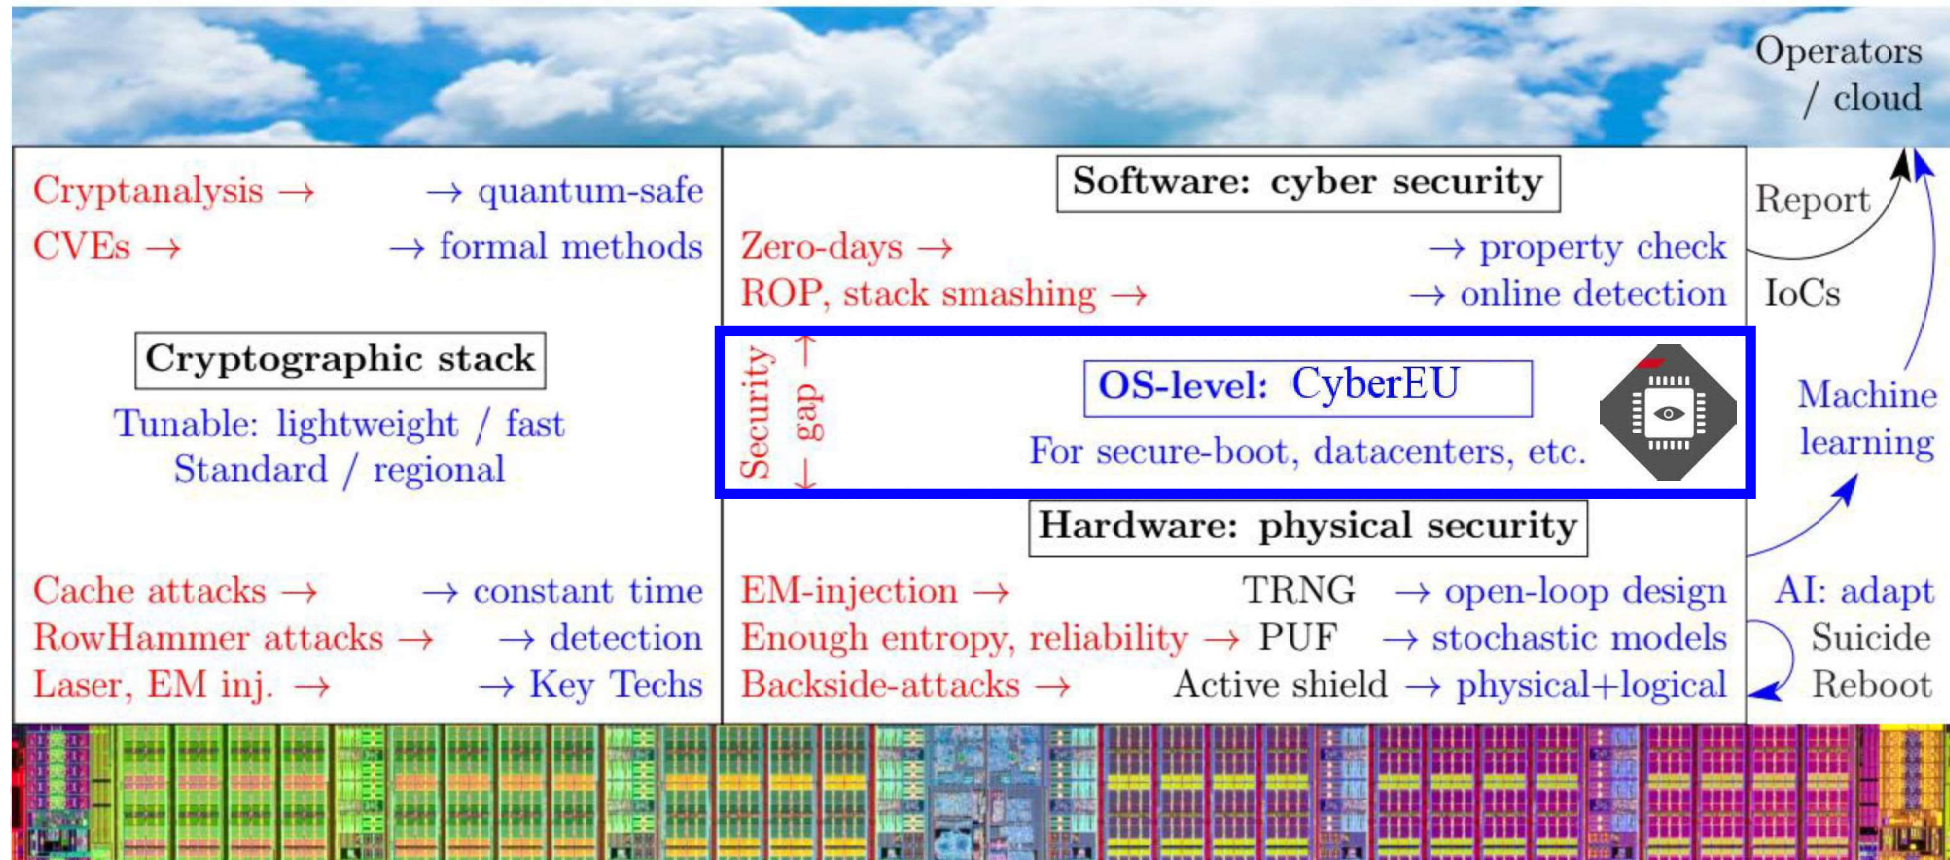 Operators
/ cloud
Cryptanalysis → → quantum-safe
CVEs → → formal methods
Cryptographic stack
Tunable: lightweight / fast
Standard / regional
Cache attacks → → constant time
RowHammer attacks → → detection
Laser, EM inj. → → Key Techs
Software: cyber security
Zero-days → → property check
ROP, stack smashing → → online detection
Security
← gap →
OS-level: CyberEU
For secure-boot, datacenters, etc.
Hardware: physical security
EM-injection → TRNG → open-loop design
Enough entropy, reliability → PUF → stochastic models
Backside-attacks → Active shield → physical+logical
Report
IoCs
Machine
learning
AI: adapt
Suicide
Reboot